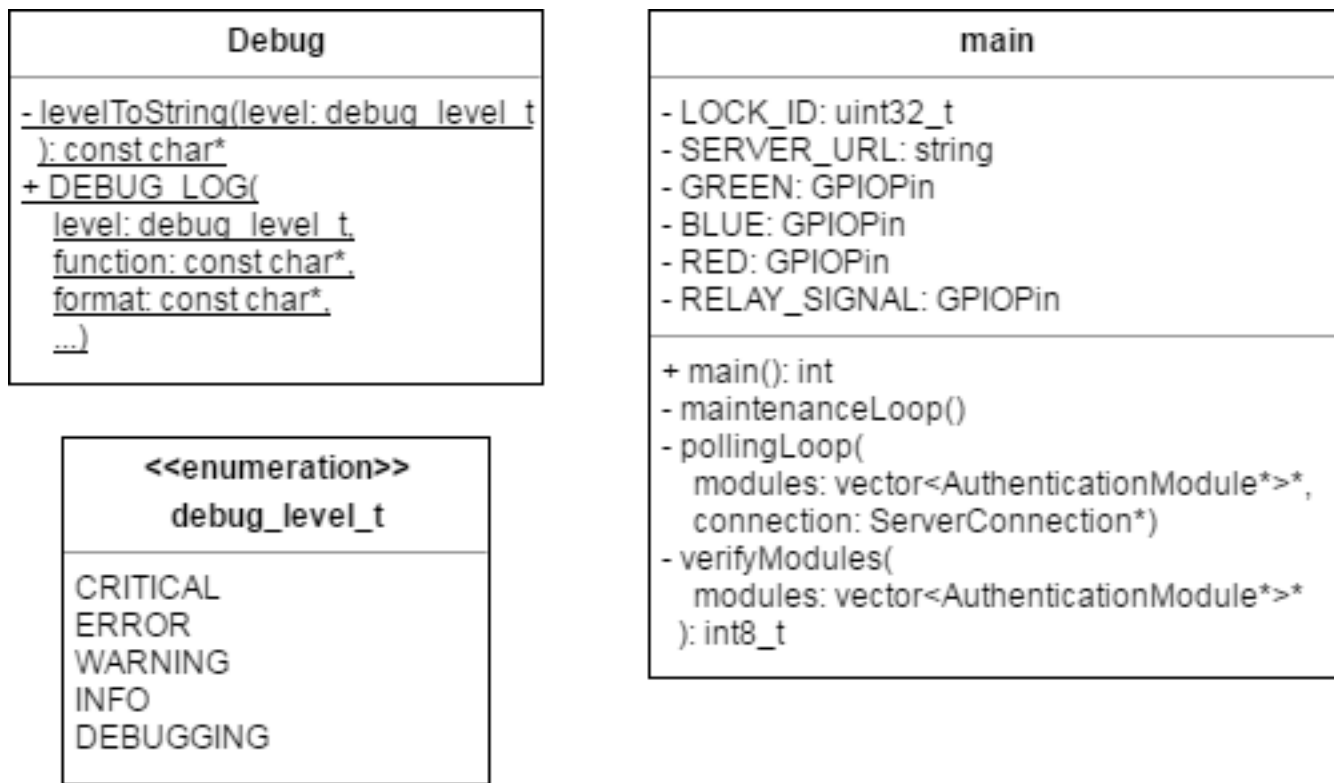 Debug
- levelToString(level: debug_level_t
): const char*
+ DEBUG_LOG(
level: debug_level_t,
function: const char*,
format: const char*,
...)
<<enumeration>>
debug_level_t
CRITICAL
ERROR
WARNING
INFO
DEBUGGING
main
- LOCK_ID: uint32_t
- SERVER_URL: string
- GREEN: GPIOPin
- BLUE: GPIOPin
- RED: GPIOPin
- RELAY_SIGNAL: GPIOPin
+ main(): int
- maintenanceLoop()
- pollingLoop(
modules: vector<AuthenticationModule*>*,
connection: ServerConnection*)
- verifyModules(
modules: vector<AuthenticationModule*>*
): int8_t